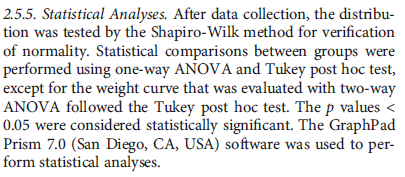 2.5.5. Statistical Analyses. After data collection, the distribu-
tion was tested by the Shapiro-Wilk method for verification
of normality. Statistical comparisons between groups were
performed using one-way ANOVA and Tukey post hoc test,
except for the weight curve that was evaluated with two-way
ANOVA followed the Tukey post hoc test. The p values <
0.05 were considered statistically significant. The GraphPad
Prism 7.0 (San Diego, CA, USA) software was used to per-
form statistical analyses.